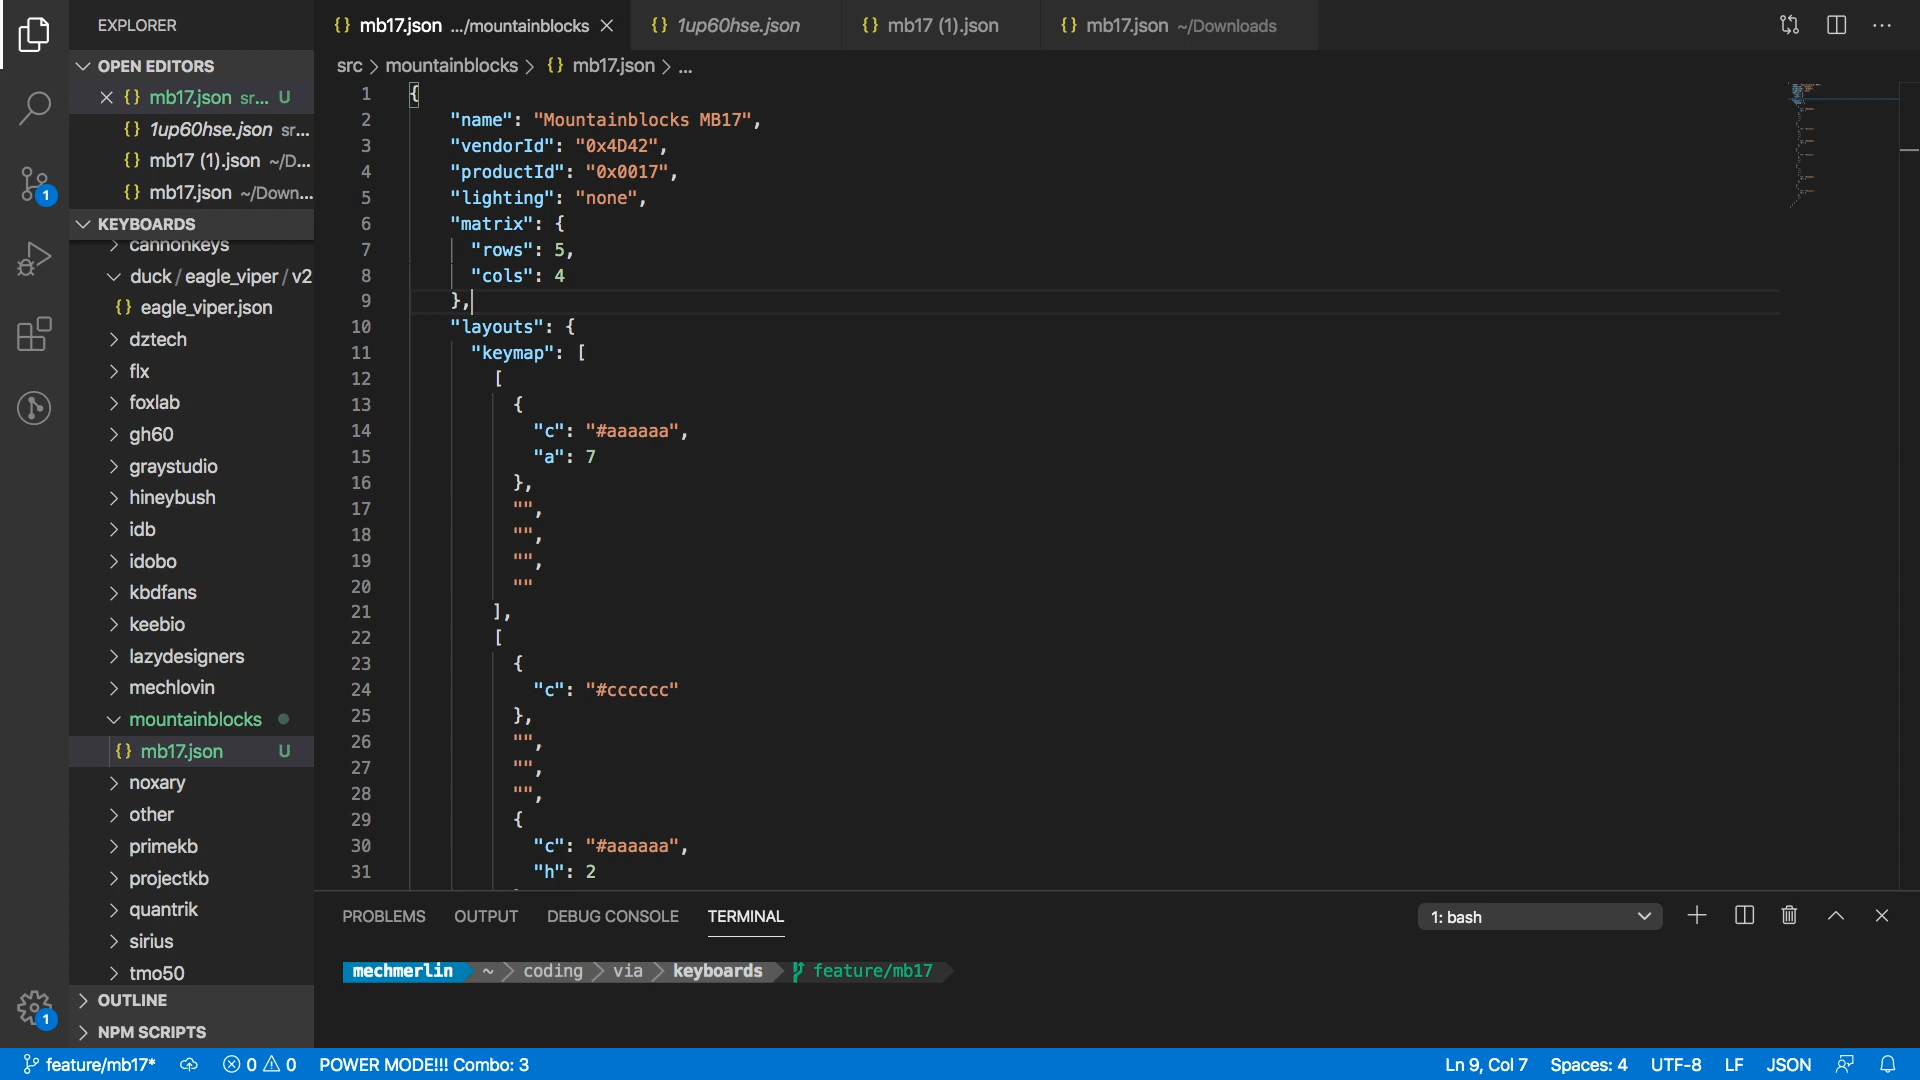 EXPLORER
OPEN EDITORS
{} mb17.json sr... U
{} 1up60hse.json sr...
{} mb17 (1).json ~/D...
{} mb17.json ~/Down...
KEYBOARDS
cannonkeys
duck / eagle_viper / v2
{} eagle_viper.json
dztech
flx
foxlab
gh60
graystudio
hineybush
idb
idobo
kbdfans
keebio
lazydesigners
mechlovin
mountainblocks
{} mb17.json U
noxary
other
primekb
projectkb
quantrik
sirius
tmo50
OUTLINE
NPM SCRIPTS
1
1
{} mb17.json .../mountainblocks
{} 1up60hse.json
{} mb17 (1).json
{} mb17.json ~/Downloads
src > mountainblocks > {} mb17.json > ...
1 {
2 "name": "Mountainblocks MB17",
3 "vendorId": "0x4D42",
4 "productId": "0x0017",
5 "lighting": "none",
6 "matrix": {
7 "rows": 5,
8 "cols": 4
9 },
10 "layouts": {
11 "keymap": [
12 [
13 {
14 "c": "#aaaaaa",
15 "a": 7
16 },
17 "",
18 "",
19 "",
20 ""
21 ],
22 [
23 {
24 "c": "#cccccc"
25 },
26 "",
27 "",
28 "",
29 {
30 "c": "#aaaaaa",
31 "h": 2
PROBLEMS OUTPUT DEBUG CONSOLE TERMINAL
1: bash
mechmerlin ~ coding via keyboards feature/mb17
feature/mb17* 0 0 POWER MODE!!! Combo: 3
Ln 9, Col 7 Spaces: 4 UTF-8 LF JSON